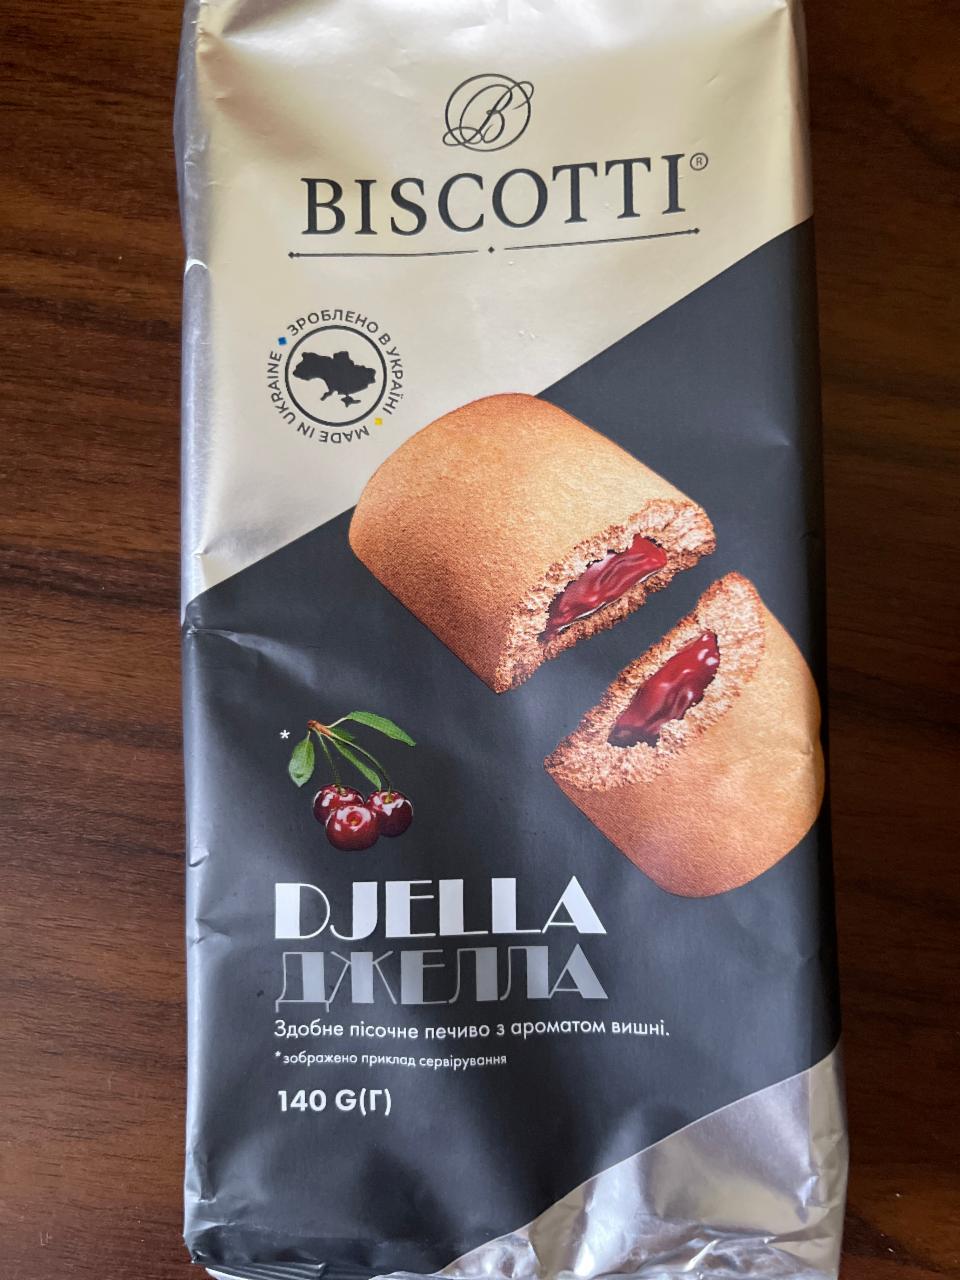 B
BISCOTTI®
ЗРОБЛЕНО В УКРАЇНІ
MADE IN UKRAINE
*
DJELLA
ДЖЕЛЛА
Здобне пісочне печиво з ароматом вишні.
*зображено приклад сервірування
140 G(Г)